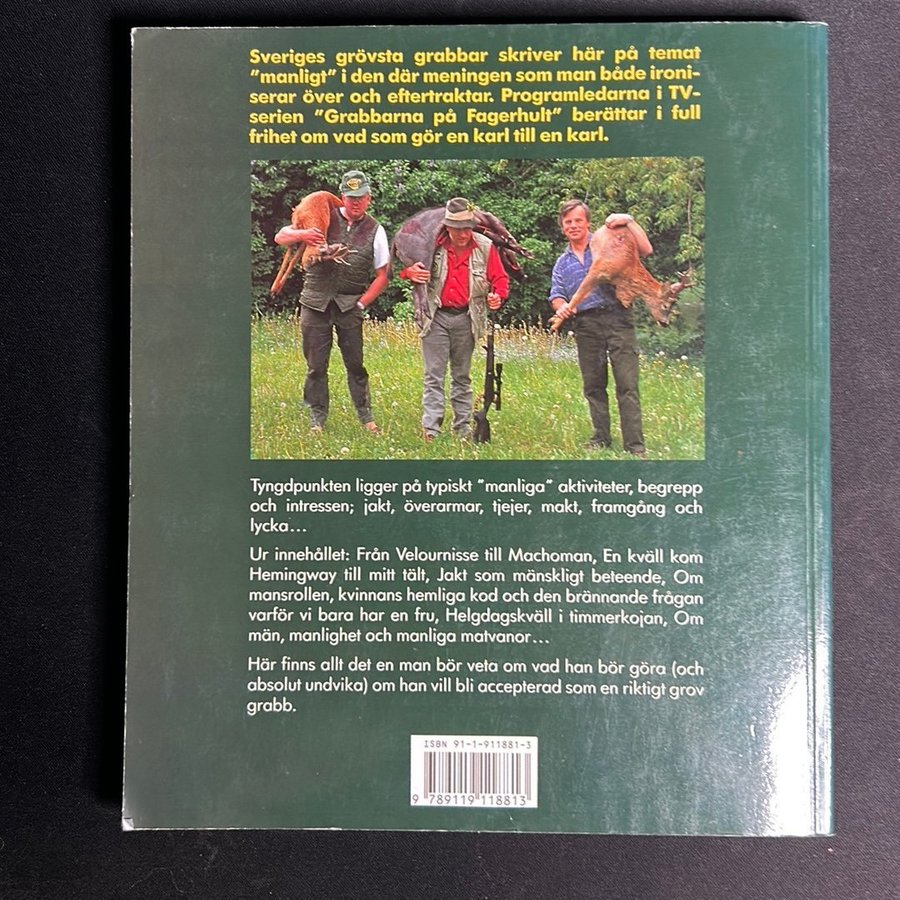 Sveriges grövsta grabbar skriver här på temat
"manligt" i den där meningen som man både ironi-
serar över och eftertraktar. Programledarna i TV-
serien "Grabbarna på Fagerhult" berättar i full
frihet om vad som gör en karl till en karl.
Tyngdpunkten ligger på typiskt "manliga" aktiviteter, begrepp
och intressen; jakt, överarmar, tjejer, makt, framgång och
lycka...
Ur innehållet: Från Velournisse till Machoman, En kväll kom
Hemingway till mitt tält, Jakt som mänskligt beteende, Om
mansrollen, kvinnans hemliga kod och den brännande frågan
varför vi bara har en fru, Helgdagskväll i timmerkojan, Om
män, manlighet och manliga matvanor...
Här finns allt det en man bör veta om vad han bör göra (och
absolut undvika) om han vill bli accepterad som en riktigt grov
grabb.
ISBN 91-1-911881-3
9 789119 118813